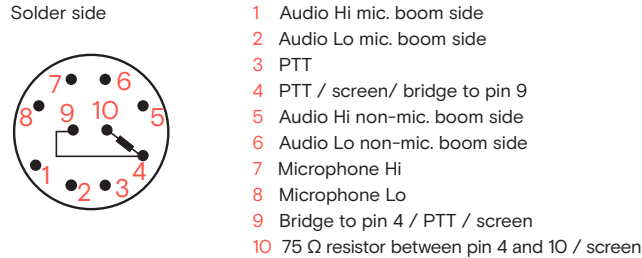 Solder side
1 Audio Hi mic. boom side
2 Audio Lo mic. boom side
3 PTT
4 PTT / screen/ bridge to pin 9
5 Audio Hi non-mic. boom side
6 Audio Lo non-mic. boom side
7 Microphone Hi
8 Microphone Lo
9 Bridge to pin 4 / PTT / screen
10 75 Ω resistor between pin 4 and 10 / screen
7 6
8 9 10 5
1 2 3 4